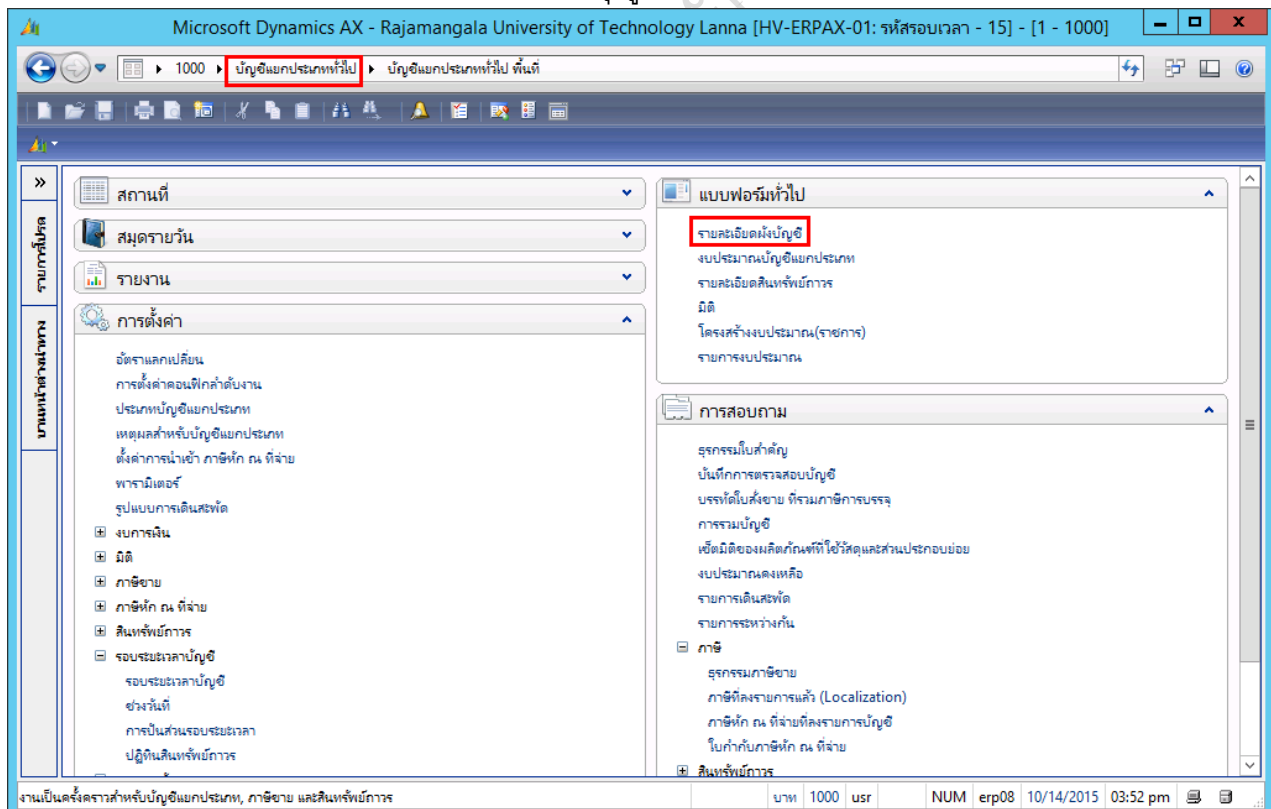 Microsoft Dynamics AX - Rajamangala University of Technology Lanna [HV-ERPAX-01: รหัสรอบเวลา - 15] - [1 - 1000]
1000 บัญชีแยกประเภททั่วไป บัญชีแยกประเภททั่วไป พื้นที่
รายการโปรด
บานหน้าต่างนำทาง
สถานที่
สมุดรายวัน
รายงาน
การตั้งค่า
อัตราแลกเปลี่ยน
การตั้งค่าคอนฟิกลำดับงาน
ประเภทบัญชีแยกประเภท
เหตุผลสำหรับบัญชีแยกประเภท
ตั้งค่าการนำเข้า ภาษีหัก ณ ที่จ่าย
พารามิเตอร์
รูปแบบการเดินสะพัด
งบการเงิน
มิติ
ภาษีขาย
ภาษีหัก ณ ที่จ่าย
สินทรัพย์ถาวร
รอบระยะเวลาบัญชี
รอบระยะเวลาบัญชี
ช่วงวันที่
การปันส่วนรอบระยะเวลา
ปฏิทินสินทรัพย์ถาวร
แบบฟอร์มทั่วไป
รายละเอียดผังบัญชี
งบประมาณบัญชีแยกประเภท
รายละเอียดสินทรัพย์ถาวร
มิติ
โครงสร้างงบประมาณ(ราชการ)
รายการงบประมาณ
การสอบถาม
ธุรกรรมใบสำคัญ
บันทึกการตรวจสอบบัญชี
บรรทัดใบสั่งขาย ที่รวมภาษีการบรรจุ
การรวมบัญชี
เซ็ตมิติของผลิตภัณฑ์ที่ใช้วัสดุและส่วนประกอบย่อย
งบประมาณคงเหลือ
รายการเดินสะพัด
รายการระหว่างกัน
ภาษี
ธุรกรรมภาษีขาย
ภาษีที่ลงรายการแล้ว (Localization)
ภาษีหัก ณ ที่จ่ายที่ลงรายการบัญชี
ใบกำกับภาษีหัก ณ ที่จ่าย
สินทรัพย์ถาวร
งานเป็นครั้งคราวสำหรับบัญชีแยกประเภท, ภาษีขาย และสินทรัพย์ถาวร บาท 1000 usr NUM erp08 10/14/2015 03:52 pm